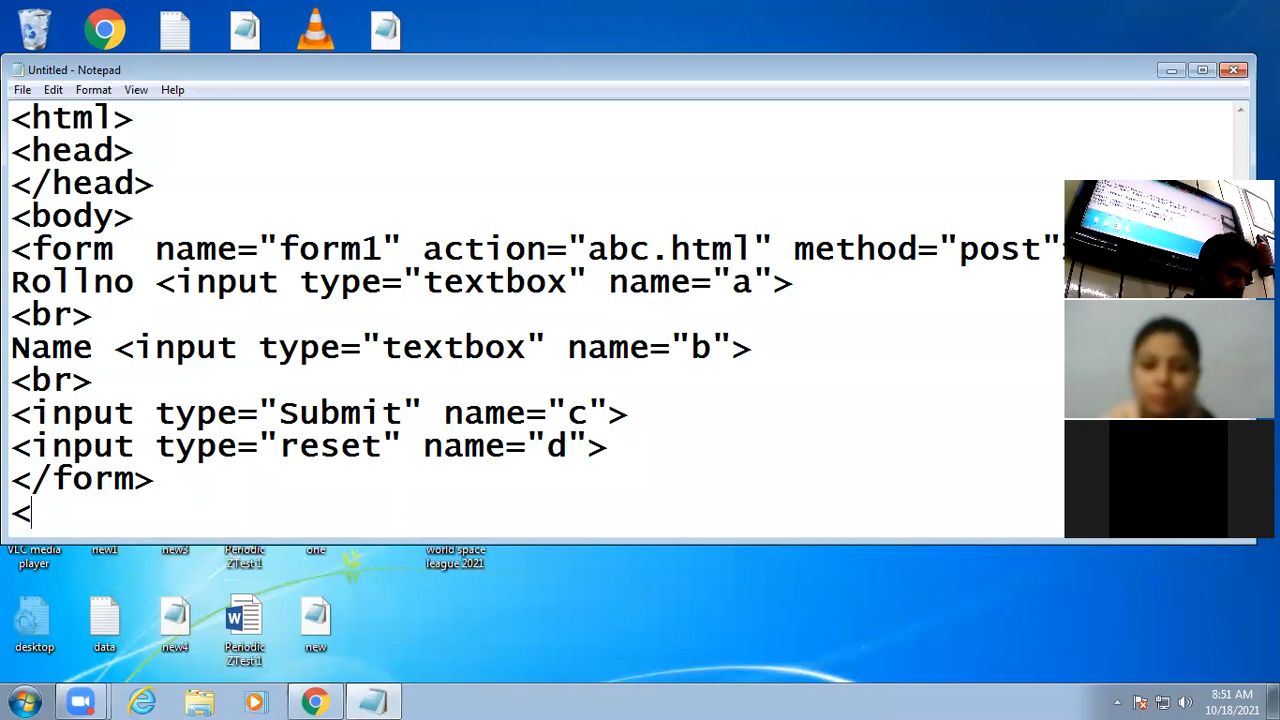 Untitled - Notepad
File Edit Format View Help
<html>
<head>
</head>
<body>
<form  name="form1" action="abc.html" method="post"
Rollno <input type="textbox" name="a">
<br>
Name <input type="textbox" name="b">
<br>
<input type="Submit" name="c">
<input type="reset" name="d">
</form>
<
VLC media player
new1
new3
Periodic ZTest 1
one
world space league 2021
desktop
data
new4
Periodic ZTest 1
new
8:51 AM
10/18/2021